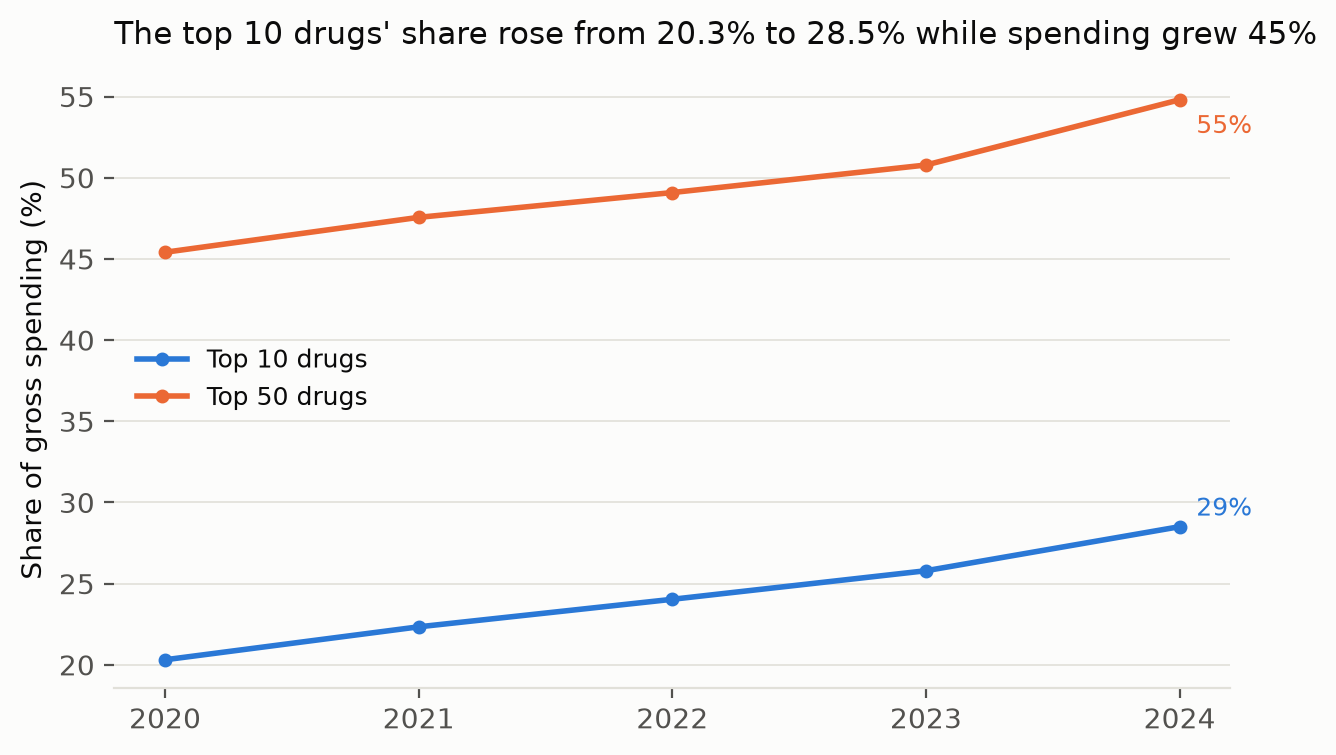 The top 10 drugs' share rose from 20.3% to 28.5% while spending grew 45%
Share of gross spending (%)
55
50
45
40
35
30
25
20
55%
29%
Top 10 drugs
Top 50 drugs
2020 2021 2022 2023 2024